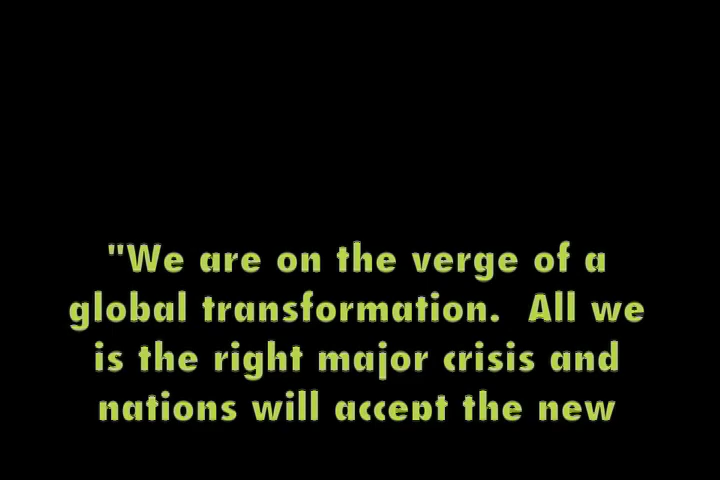 "We are on the verge of a
global transformation.  All we
is the right major crisis and
nations will accept the new